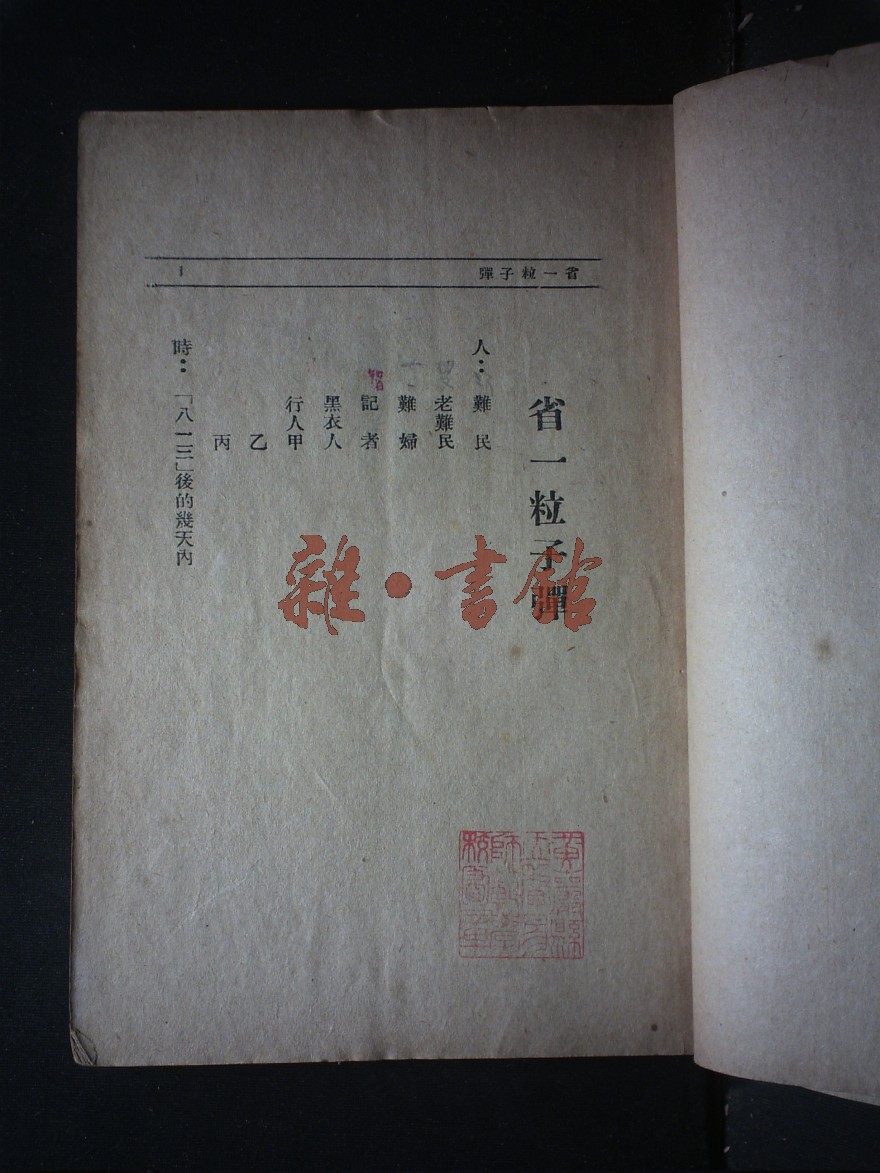 省一粒子彈
1
省一粒子彈
人：難民
老難民
難婦
記者
黑衣人
行人甲
乙
丙
時：「八一三」後的幾天內
雜·書館